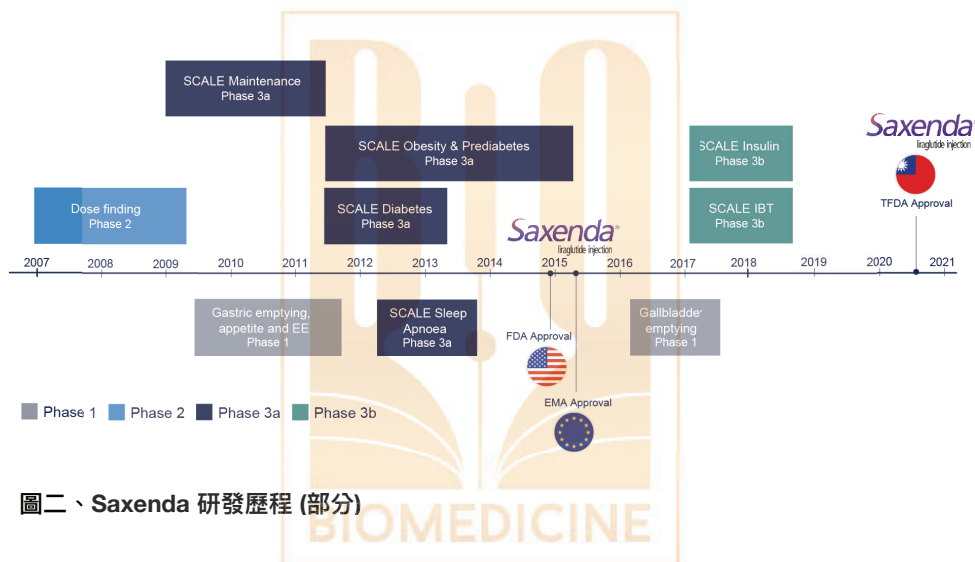 SCALE Maintenance
Phase 3a
SCALE Obesity & Prediabetes
Phase 3a
SCALE Insulin
Phase 3b
Saxenda®
liraglutide injection
Dose finding
Phase 2
SCALE Diabetes
Phase 3a
SCALE IBT
Phase 3b
TFDA Approval
Saxenda®
liraglutide injection
2007 2008 2009 2010 2011 2012 2013 2014 2015 2016 2017 2018 2019 2020 2021
Gastric emptying,
appetite and EE
Phase 1
SCALE Sleep
Apnoea
Phase 3a
Gallbladder
emptying
Phase 1
FDA Approval
EMA Approval
Phase 1 Phase 2 Phase 3a Phase 3b
圖二、Saxenda 研發歷程 (部分)
BIOMEDICINE